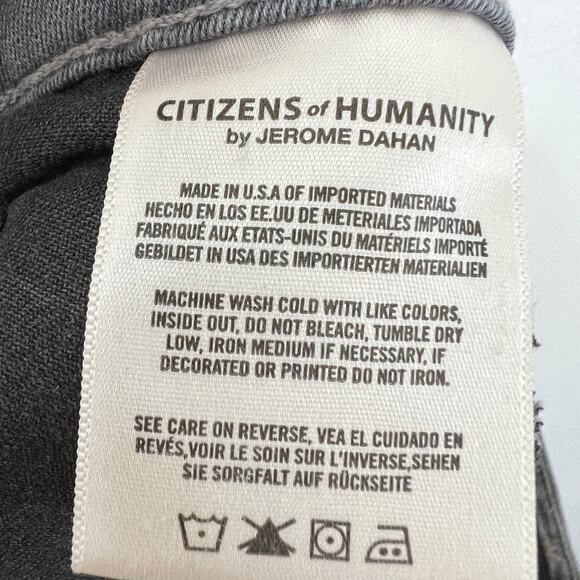 CITIZENS of HUMANITY
by JEROME DAHAN
MADE IN U.S.A OF IMPORTED MATERIALS
HECHO EN LOS EE.UU DE METERIALES IMPORTADA
FABRIQUÉ AUX ETATS-UNIS DU MATÉRIELS IMPORTÉ
GEBILDET IN USA DES IMPORTIERTEN MATERIALIEN
MACHINE WASH COLD WITH LIKE COLORS,
INSIDE OUT, DO NOT BLEACH, TUMBLE DRY
LOW, IRON MEDIUM IF NECESSARY, IF
DECORATED OR PRINTED DO NOT IRON.
SEE CARE ON REVERSE, VEA EL CUIDADO EN
REVÉS,VOIR LE SOIN SUR L'INVERSE,SEHEN
SIE SORGFALT AUF RÜCKSEITE